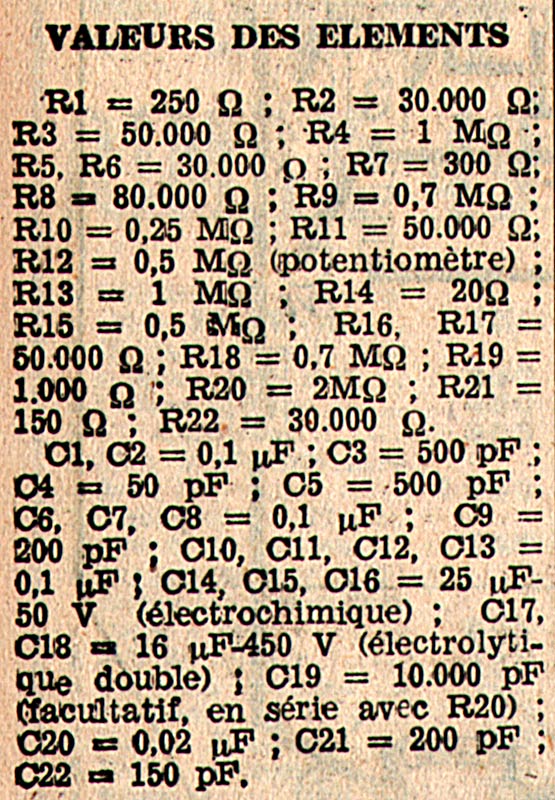 VALEURS DES ELEMENTS
R1 = 250 Ω ; R2 = 30.000 Ω;
R3 = 50.000 Ω ; R4 = 1 MΩ ;
R5, R6 = 30.000 Ω ; R7 = 300 Ω;
R8 = 80.000 Ω ; R9 = 0,7 MΩ ;
R10 = 0,25 MΩ ; R11 = 50.000 Ω;
R12 = 0,5 MΩ (potentiomètre) ;
R13 = 1 MΩ ; R14 = 20Ω ;
R15 = 0,5 MΩ ; R16, R17 =
50.000 Ω ; R18 = 0,7 MΩ ; R19 =
1.000 Ω ; R20 = 2MΩ ; R21 =
150 Ω ; R22 = 30.000 Ω.
C1, C2 = 0,1 µF ; C3 = 500 pF ;
C4 = 50 pF ; C5 = 500 pF ;
C6, C7, C8 = 0,1 µF ; C9 =
200 pF ; C10, C11, C12, C13 =
0,1 µF ; C14, C15, C16 = 25 µF-
50 V (électrochimique) ; C17,
C18 = 16 µF-450 V (électrolyti-
que double) ; C19 = 10.000 pF
(facultatif, en série avec R20) ;
C20 = 0,02 µF ; C21 = 200 pF ;
C22 = 150 pF.